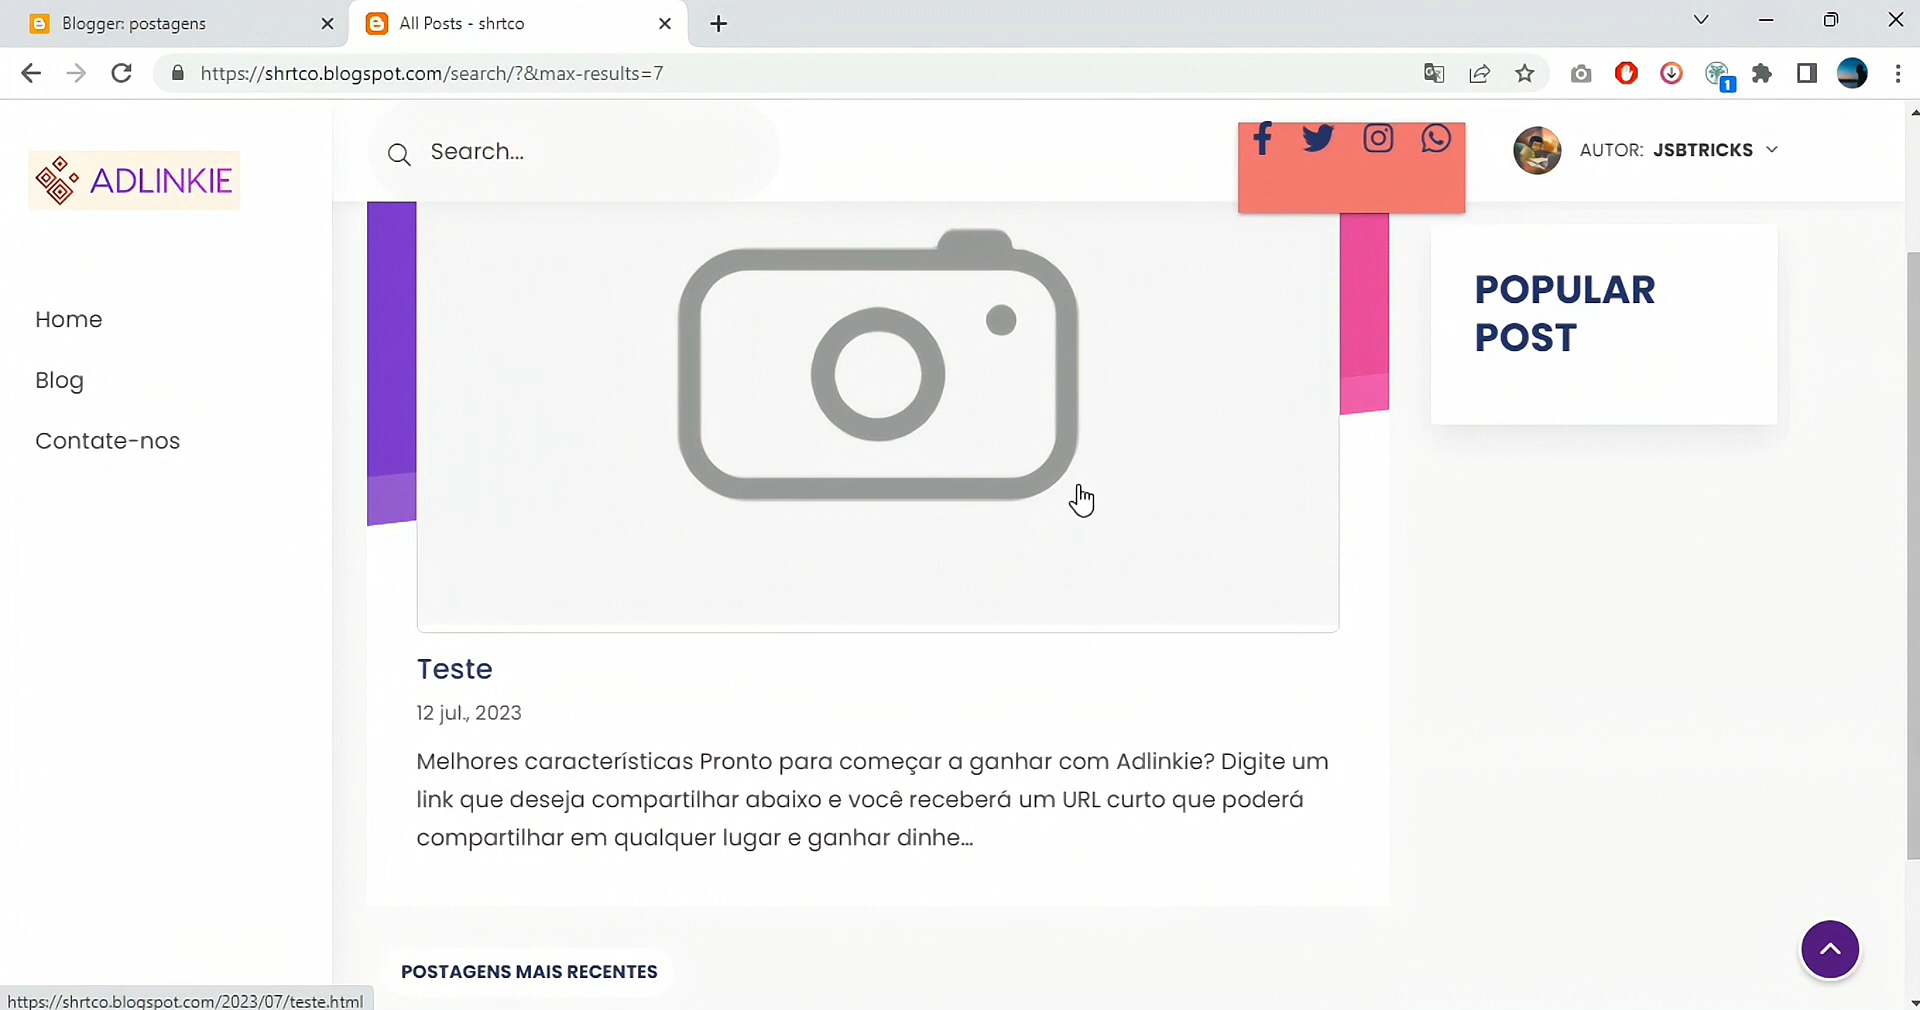 Blogger: postagens
All Posts - shrtco
https://shrtco.blogspot.com/search/?&max-results=7
1
ADLINKIE
Search...
AUTOR: JSBTRICKS
Home
Blog
Contate-nos
POPULAR
POST
Teste
12 jul., 2023
Melhores características Pronto para começar a ganhar com Adlinkie? Digite um
link que deseja compartilhar abaixo e você receberá um URL curto que poderá
compartilhar em qualquer lugar e ganhar dinhe...
POSTAGENS MAIS RECENTES
https://shrtco.blogspot.com/2023/07/teste.html